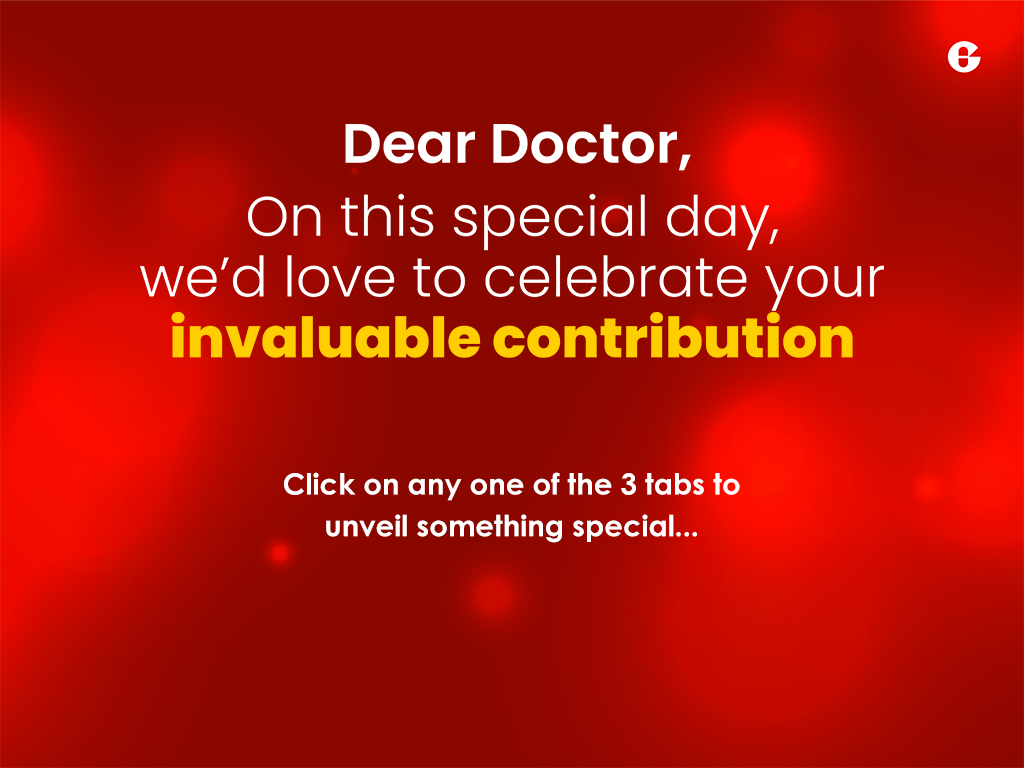 Dear Doctor,
On this special day,
we’d love to celebrate your
invaluable contribution
Click on any one of the 3 tabs to
unveil something special...